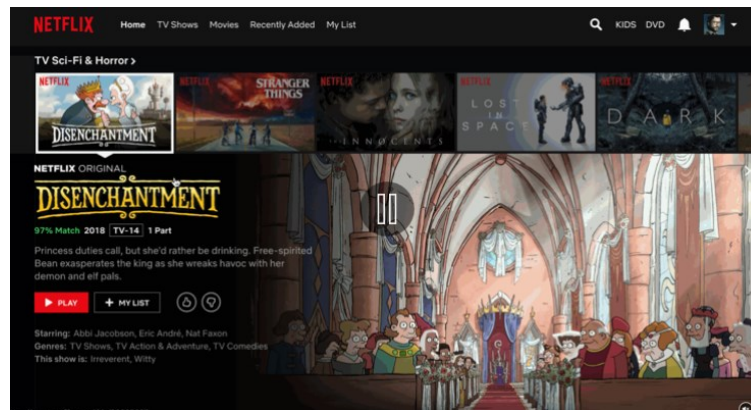 NETFLIX Home TV Shows Movies Recently Added My List KIDS DVD
TV Sci-Fi & Horror >
NETFLIX NETFLIX NETFLIX NETFLIX
DISENCHANTMENT STRANGER THINGS THE INNOCENTS LOST IN SPACE DARK
NETFLIX ORIGINAL
DISENCHANTMENT
97% Match 2018 TV-14 1 Part
Princess duties call, but she'd rather be drinking. Free-spirited
Bean exasperates the king as she wreaks havoc with her
demon and elf pals.
PLAY + MY LIST
Starring: Abbi Jacobson, Eric André, Nat Faxon
Genres: TV Shows, TV Action & Adventure, TV Comedies
This show is: Irreverent, Witty